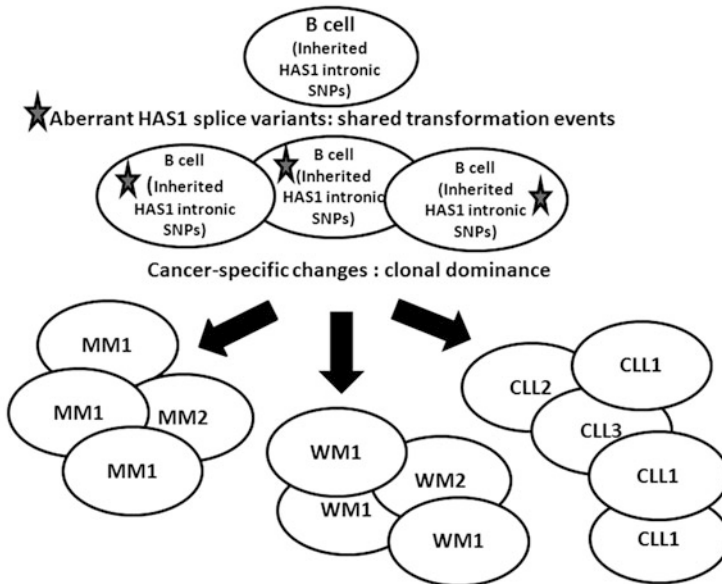 B cell
(Inherited
HAS1 intronic
SNPs)
Aberrant HAS1 splice variants: shared transformation events
B cell
(Inherited
HAS1 intronic
SNPs)
B cell
(Inherited
HAS1 intronic
SNPs)
B cell
(Inherited
HAS1 intronic
SNPs)
Cancer-specific changes : clonal dominance
MM1
MM1
MM2
MM1
WM1
WM2
WM1
WM1
CLL1
CLL2
CLL3
CLL1
CLL1